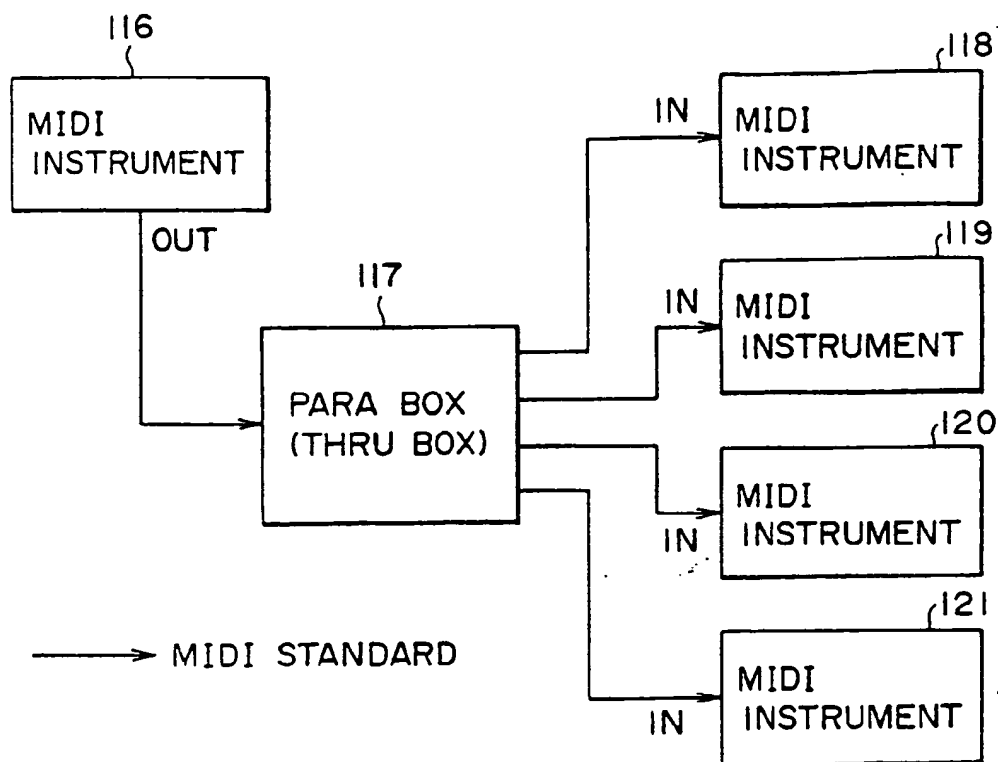 116
MIDI
INSTRUMENT
OUT
117
PARA BOX
(THRU BOX)
118
IN
MIDI
INSTRUMENT
119
IN
MIDI
INSTRUMENT
120
IN
MIDI
INSTRUMENT
121
IN
MIDI
INSTRUMENT
MIDI STANDARD